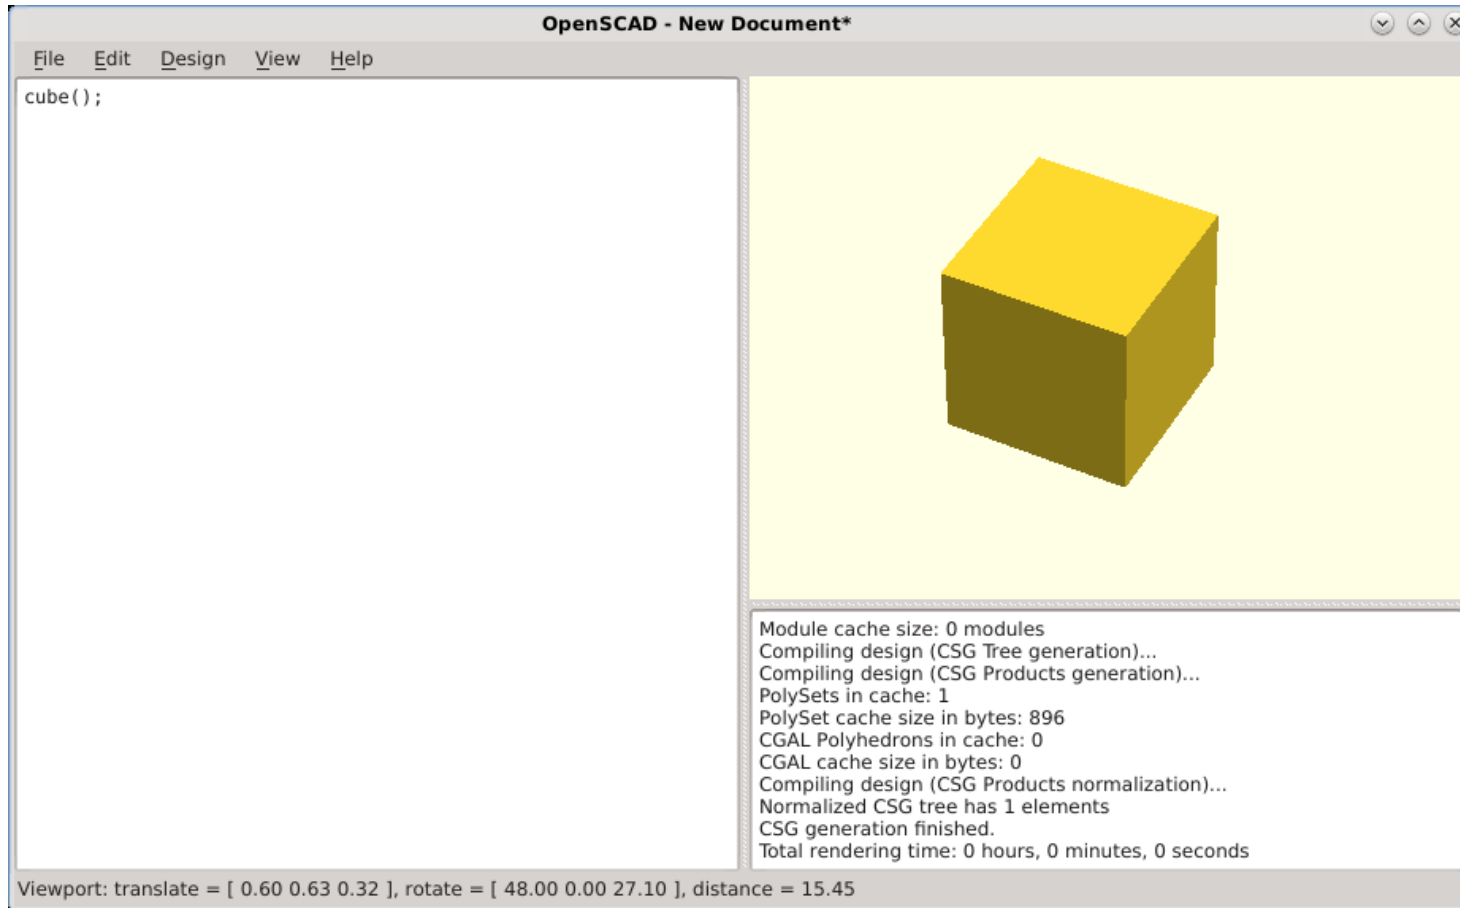 OpenSCAD - New Document*
File Edit Design View Help
cube();
Module cache size: 0 modules
Compiling design (CSG Tree generation)...
Compiling design (CSG Products generation)...
PolySets in cache: 1
PolySet cache size in bytes: 896
CGAL Polyhedrons in cache: 0
CGAL cache size in bytes: 0
Compiling design (CSG Products normalization)...
Normalized CSG tree has 1 elements
CSG generation finished.
Total rendering time: 0 hours, 0 minutes, 0 seconds
Viewport: translate = [ 0.60 0.63 0.32 ], rotate = [ 48.00 0.00 27.10 ], distance = 15.45